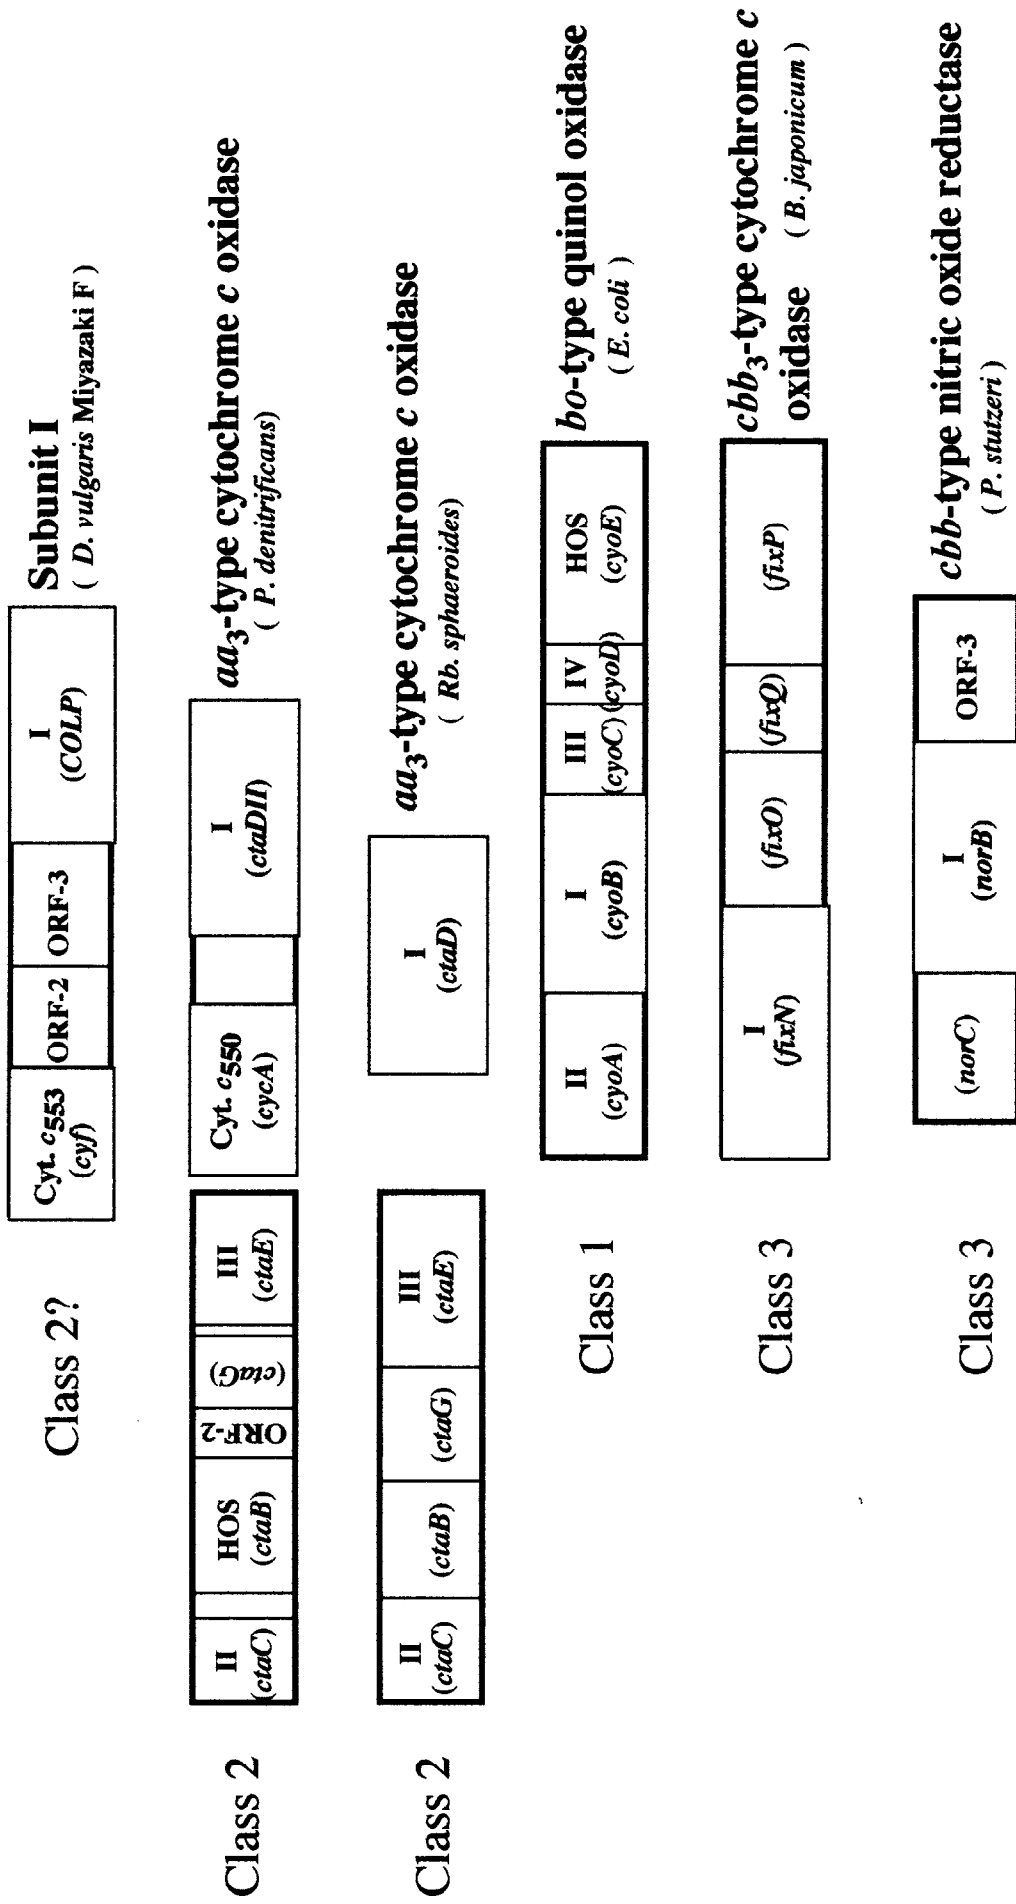 Class 2?
Cyt. c553
(cyf)
ORF-2
ORF-3
I
(COLP)
Subunit I
( D. vulgaris Miyazaki F )
Class 2
II
(ctaC)
HOS
(ctaB)
ORF-2
(ctaG)
III
(ctaE)
Cyt. c550
(cycA)
I
(ctaDII)
aa3-type cytochrome c oxidase
( P. denitrificans)
Class 2
II
(ctaC)
(ctaB)
(ctaG)
III
(ctaE)
I
(ctaD)
aa3-type cytochrome c oxidase
( Rb. sphaeroides)
Class 1
II
(cyoA)
I
(cyoB)
III
(cyoC)
IV
(cyoD)
HOS
(cyoE)
bo-type quinol oxidase
( E. coli )
Class 3
I
(fixN)
(fixO)
(fixQ)
(fixP)
cbb3-type cytochrome c
oxidase ( B. japonicum )
Class 3
(norC)
I
(norB)
ORF-3
cbb-type nitric oxide reductase
( P. stutzeri )